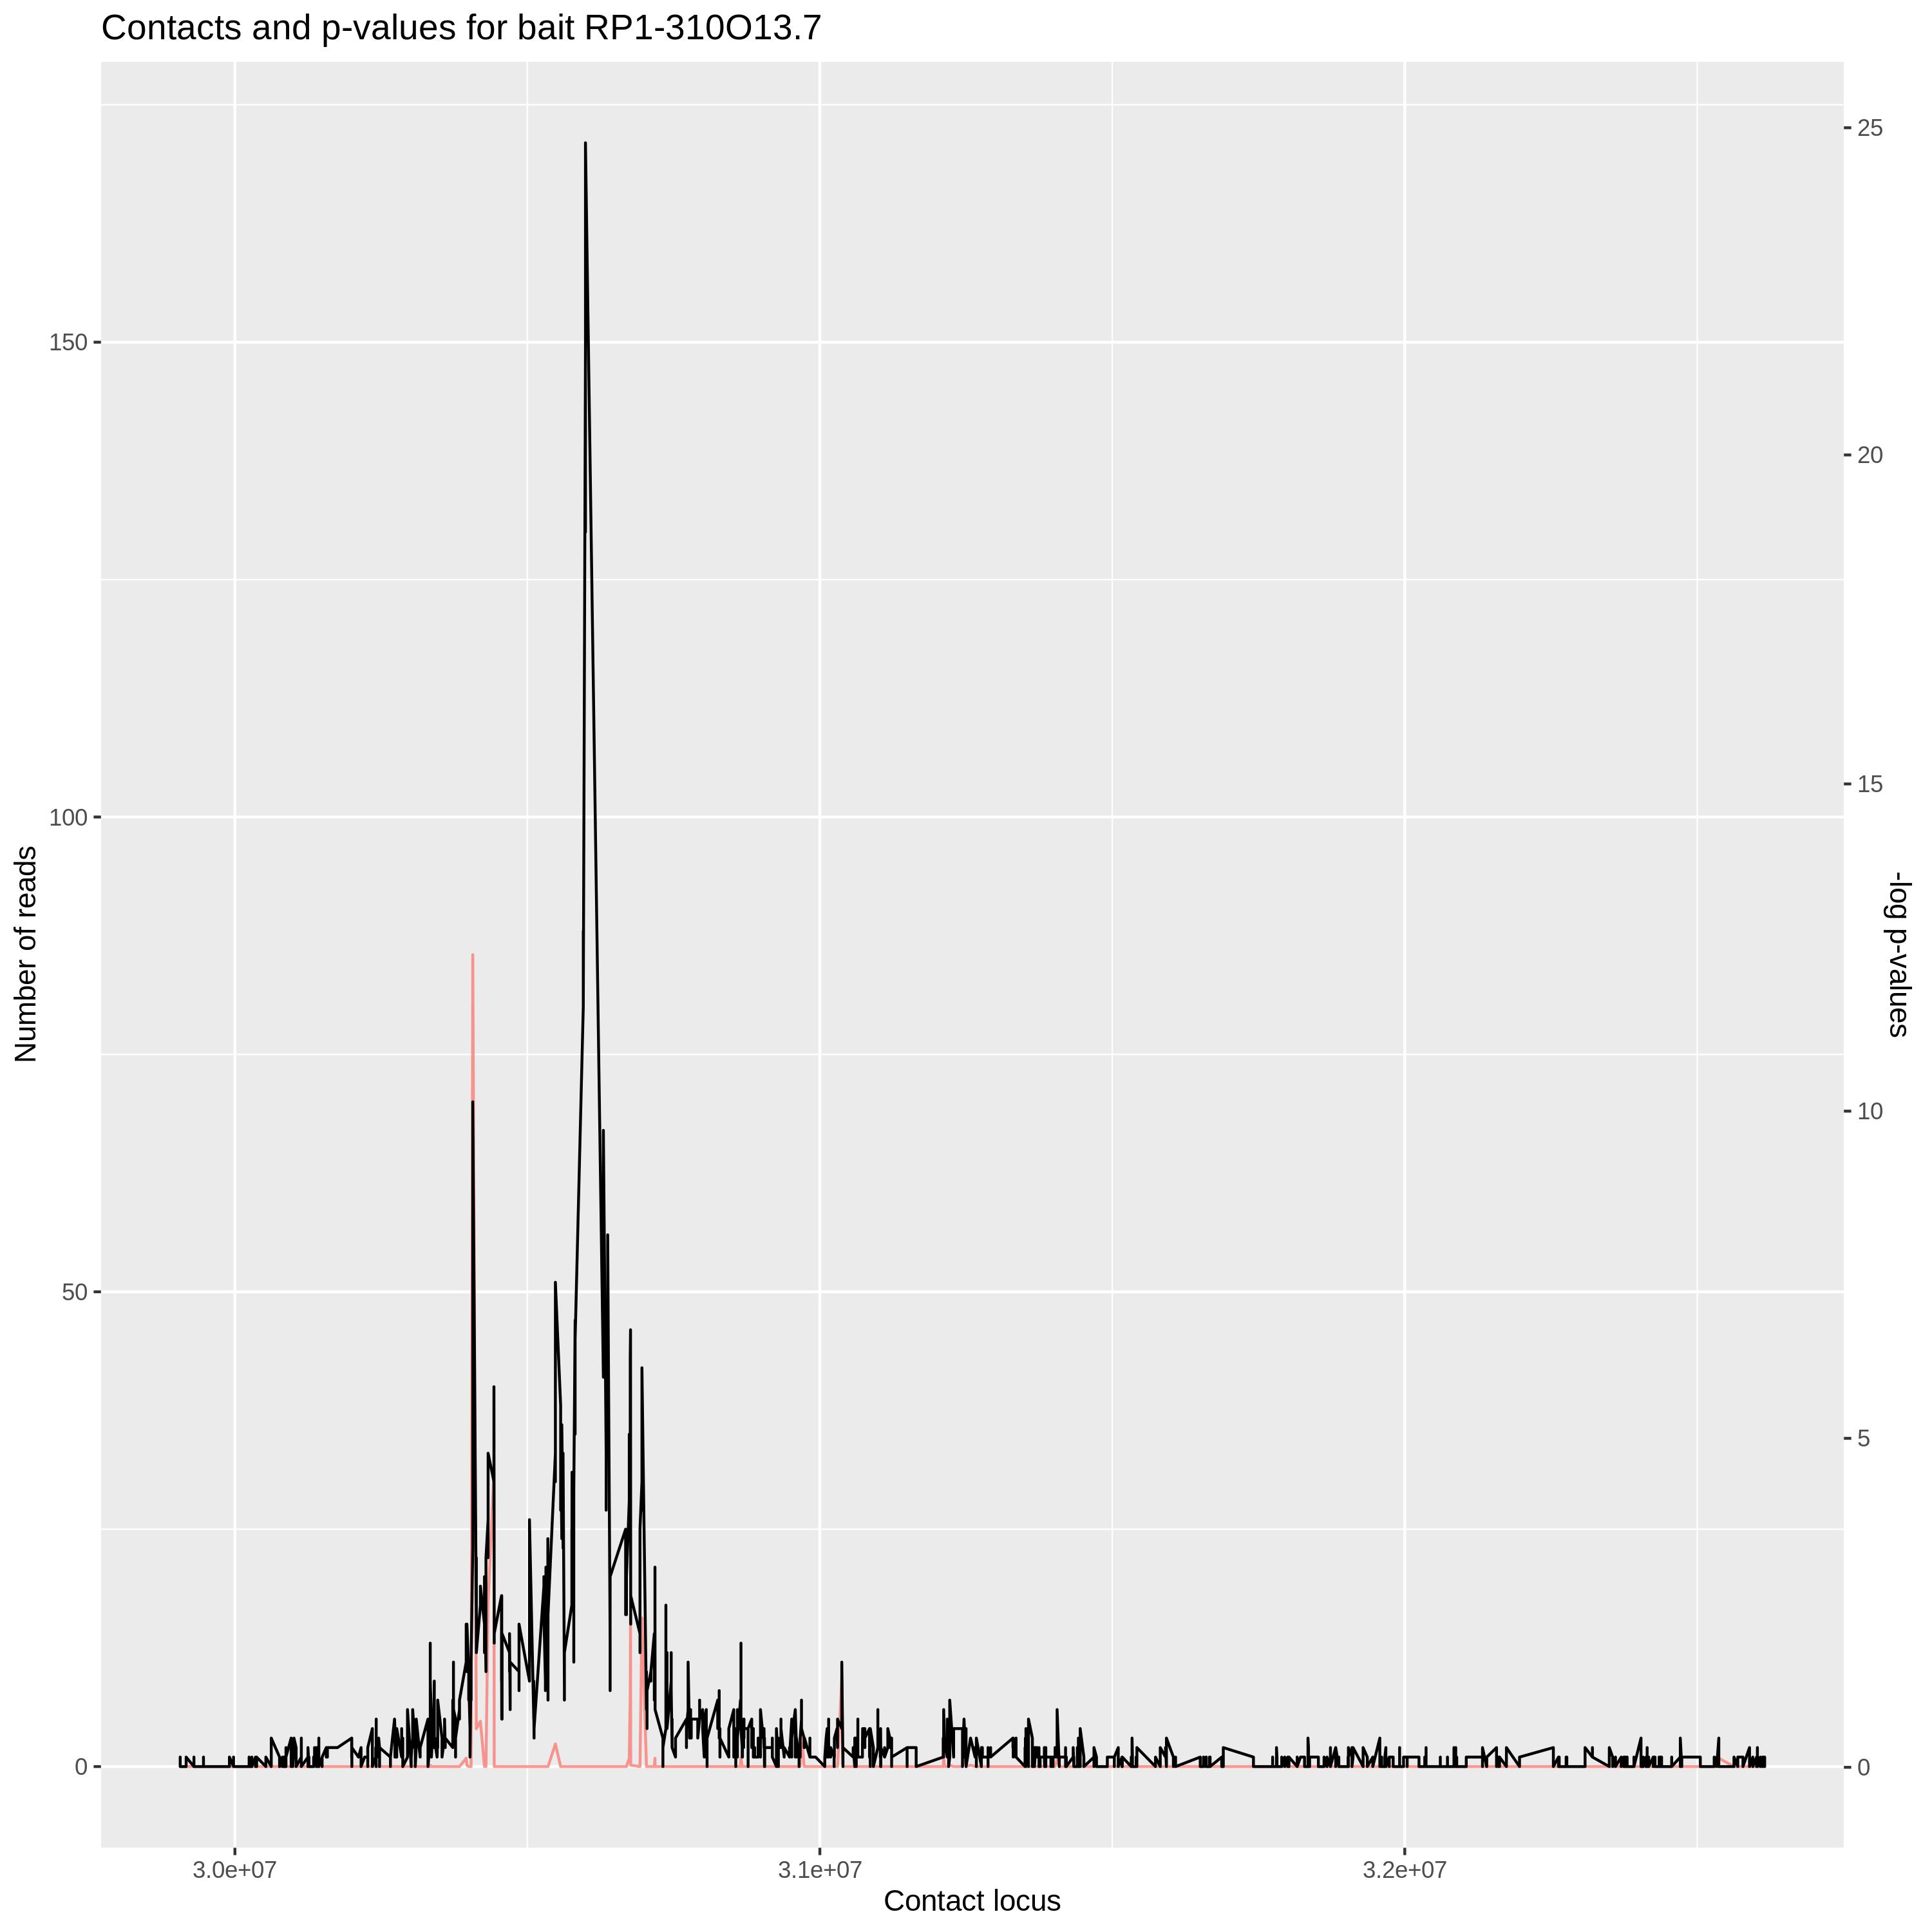 Contacts and p-values for bait RP1-310O13.7
150
100
50
0
25
20
15
10
5
0
Number of reads
-log p-values
3.0e+07
3.1e+07
3.2e+07
Contact locus